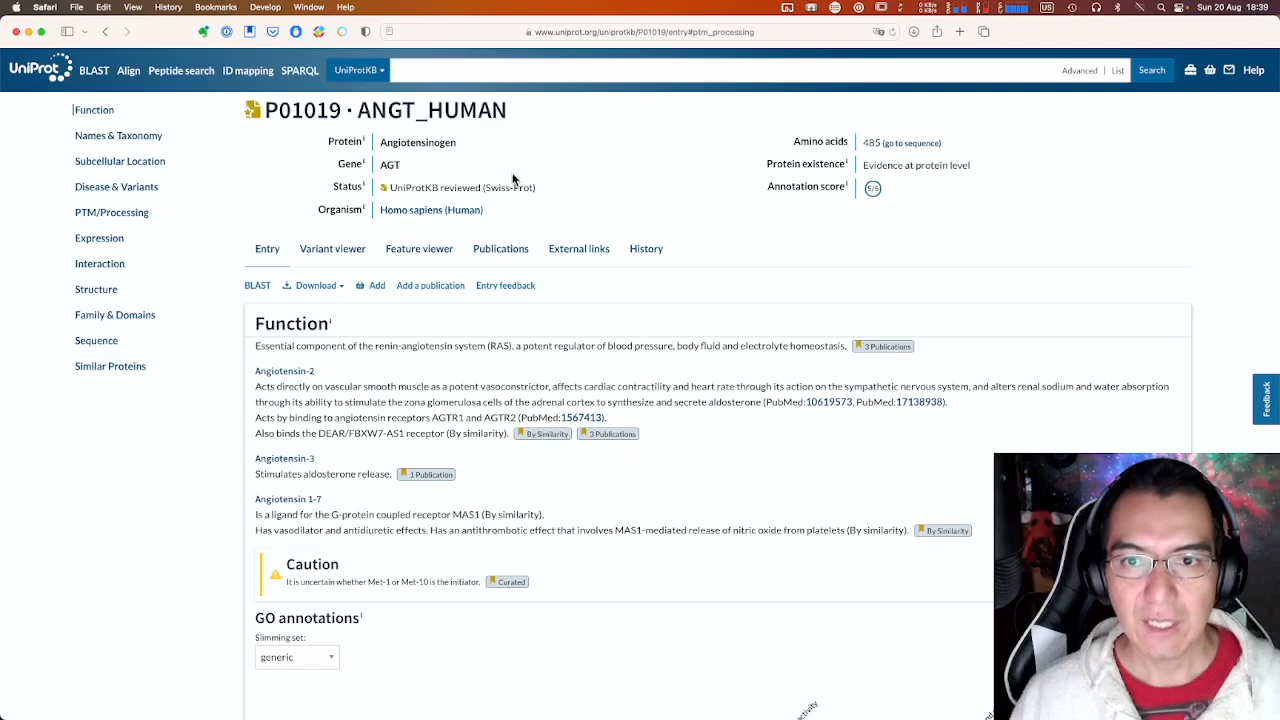 Safari File Edit View History Bookmarks Develop Window Help
US Sun 20 Aug 18:39
www.uniprot.org/uniprotkb/P01019/entry#ptm_processing
UniProt BLAST Align Peptide search ID mapping SPARQL UniProtKB Advanced | List Search Help
Function
Names & Taxonomy
Subcellular Location
Disease & Variants
PTM/Processing
Expression
Interaction
Structure
Family & Domains
Sequence
Similar Proteins
P01019 · ANGT_HUMAN
Proteinⁱ Angiotensinogen
Geneⁱ AGT
Statusⁱ UniProtKB reviewed (Swiss-Prot)
Organismⁱ Homo sapiens (Human)
Amino acids 485 (go to sequence)
Protein existenceⁱ Evidence at protein level
Annotation scoreⁱ 5/5
Entry Variant viewer Feature viewer Publications External links History
BLAST Download Add Add a publication Entry feedback
Functionⁱ
Essential component of the renin-angiotensin system (RAS), a potent regulator of blood pressure, body fluid and electrolyte homeostasis. 3 Publications
Angiotensin-2
Acts directly on vascular smooth muscle as a potent vasoconstrictor, affects cardiac contractility and heart rate through its action on the sympathetic nervous system, and alters renal sodium and water absorption
through its ability to stimulate the zona glomerulosa cells of the adrenal cortex to synthesize and secrete aldosterone (PubMed:10619573, PubMed:17138938).
Acts by binding to angiotensin receptors AGTR1 and AGTR2 (PubMed:1567413).
Also binds the DEAR/FBXW7-AS1 receptor (By similarity). By Similarity 3 Publications
Angiotensin-3
Stimulates aldosterone release. 1 Publication
Angiotensin 1-7
Is a ligand for the G-protein coupled receptor MAS1 (By similarity).
Has vasodilator and antidiuretic effects. Has an antithrombotic effect that involves MAS1-mediated release of nitric oxide from platelets (By similarity). By Similarity
Caution
It is uncertain whether Met-1 or Met-10 is the initiator. Curated
GO annotationsⁱ
Slimming set:
generic
Feedback